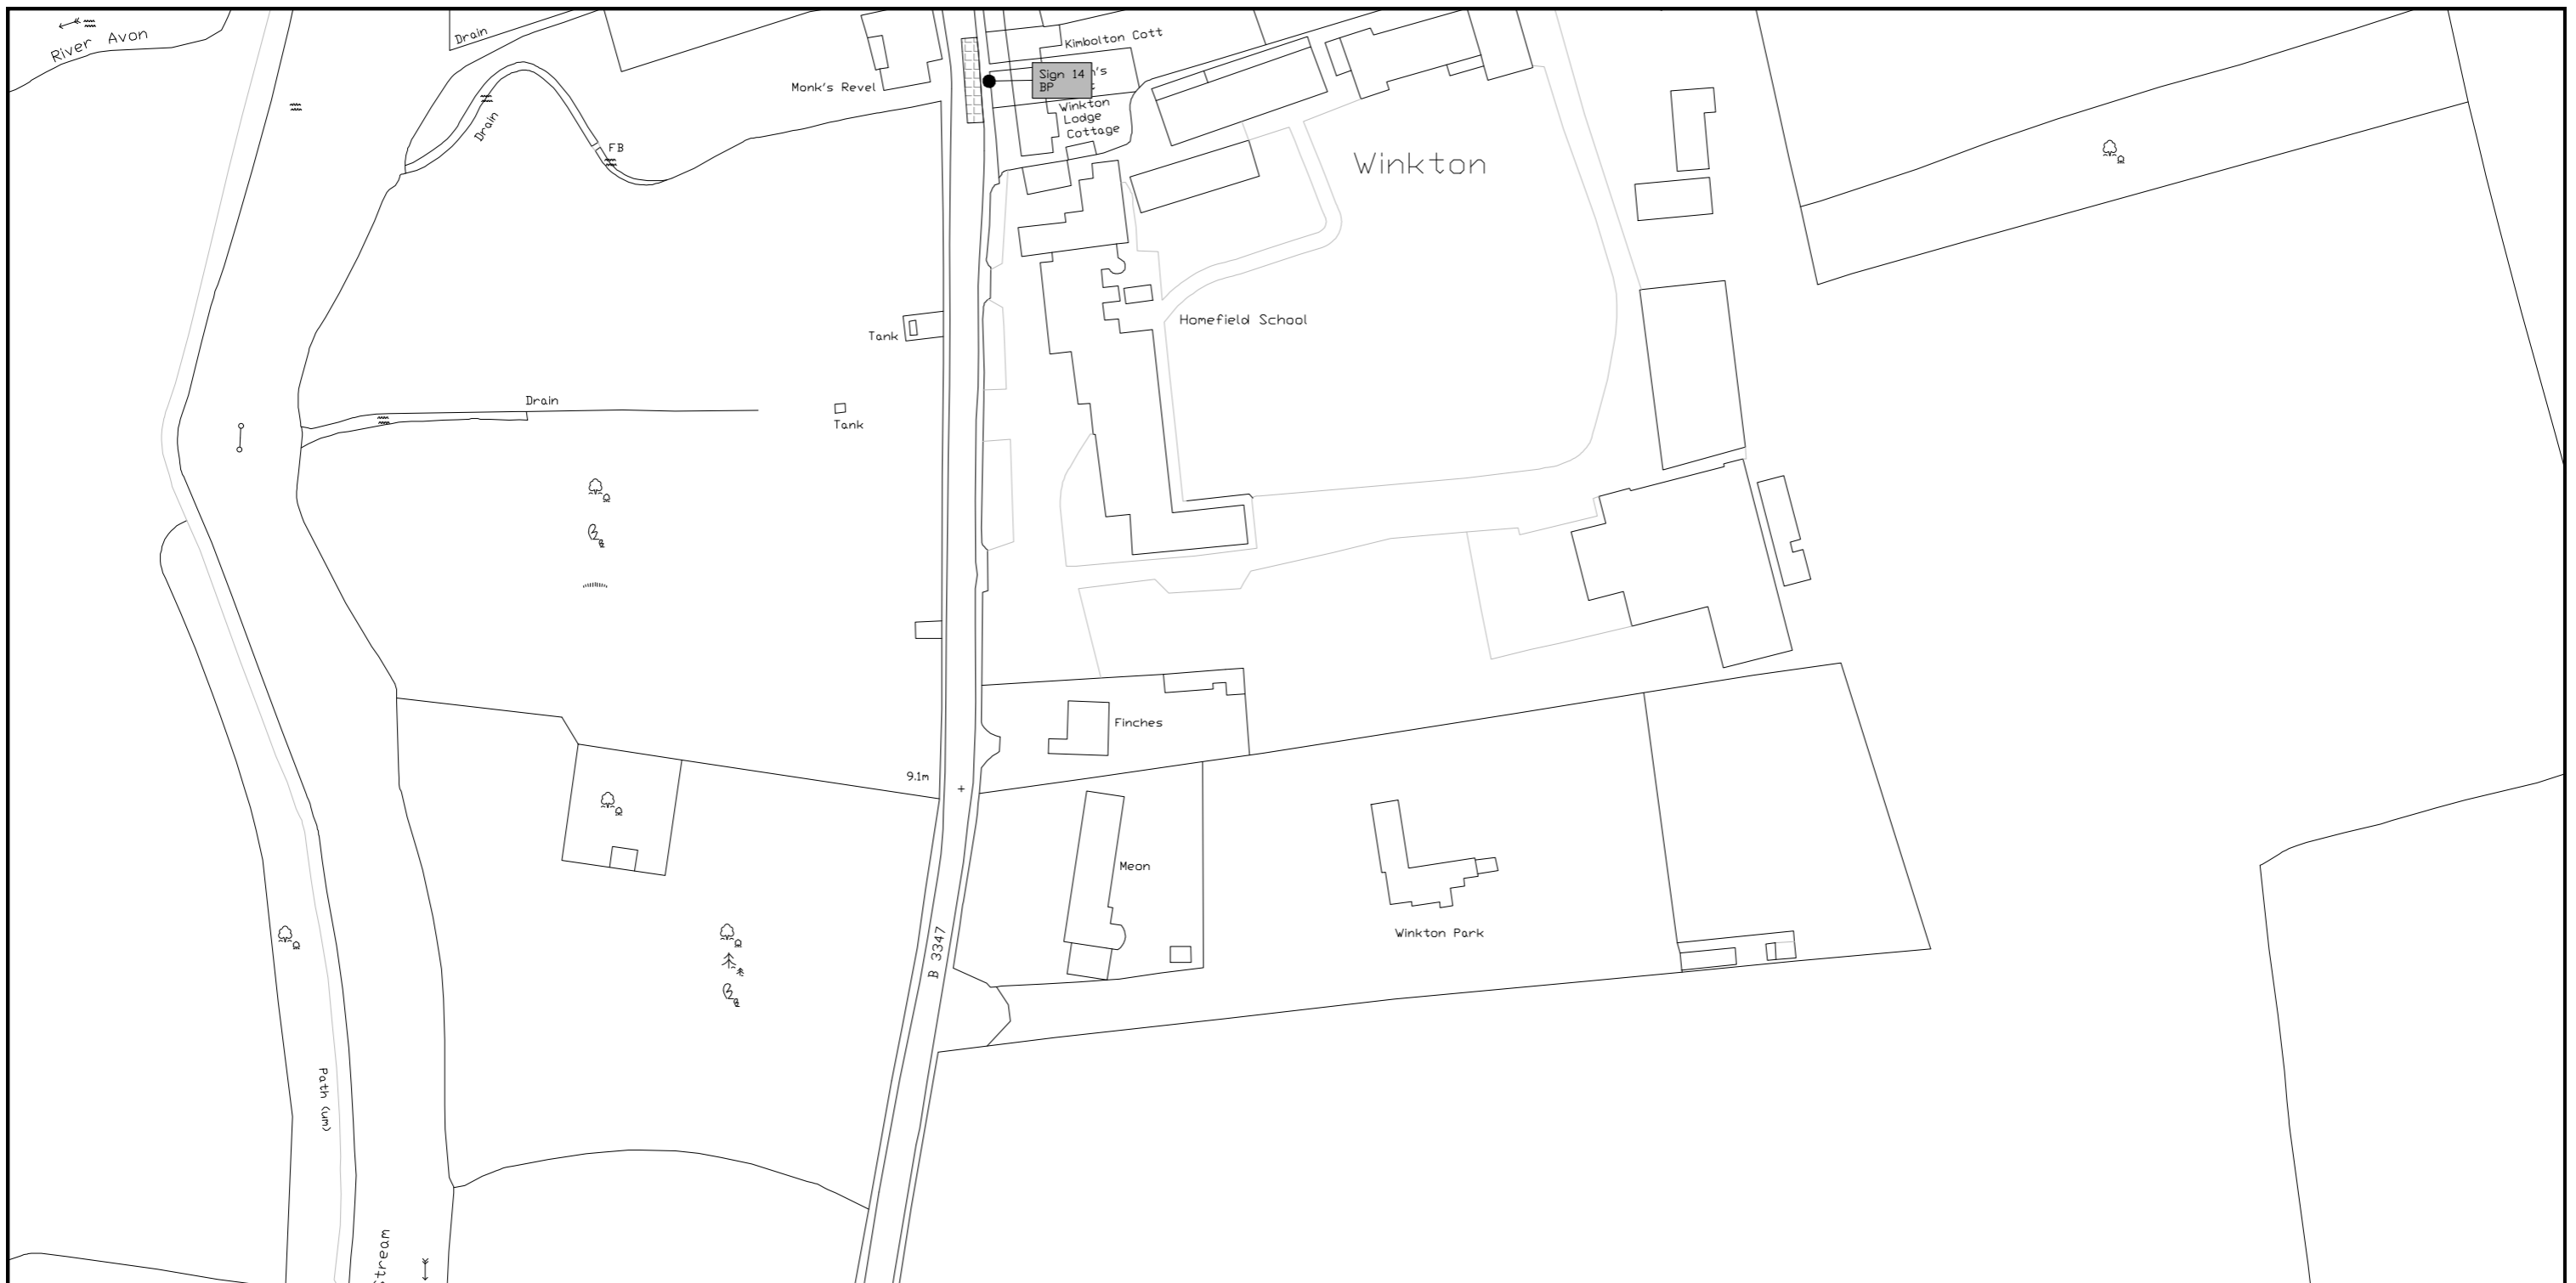 River Avon
Drain
Kimbolton Cott
Sign 14
BP
n's
Monk's Revel
Winkton
Lodge
Cottage
Drain
FB
Winkton
Homefield School
Tank
Drain
Tank
Finches
9.1m
Meon
B 3347
Winkton Park
Path (um)
Stream